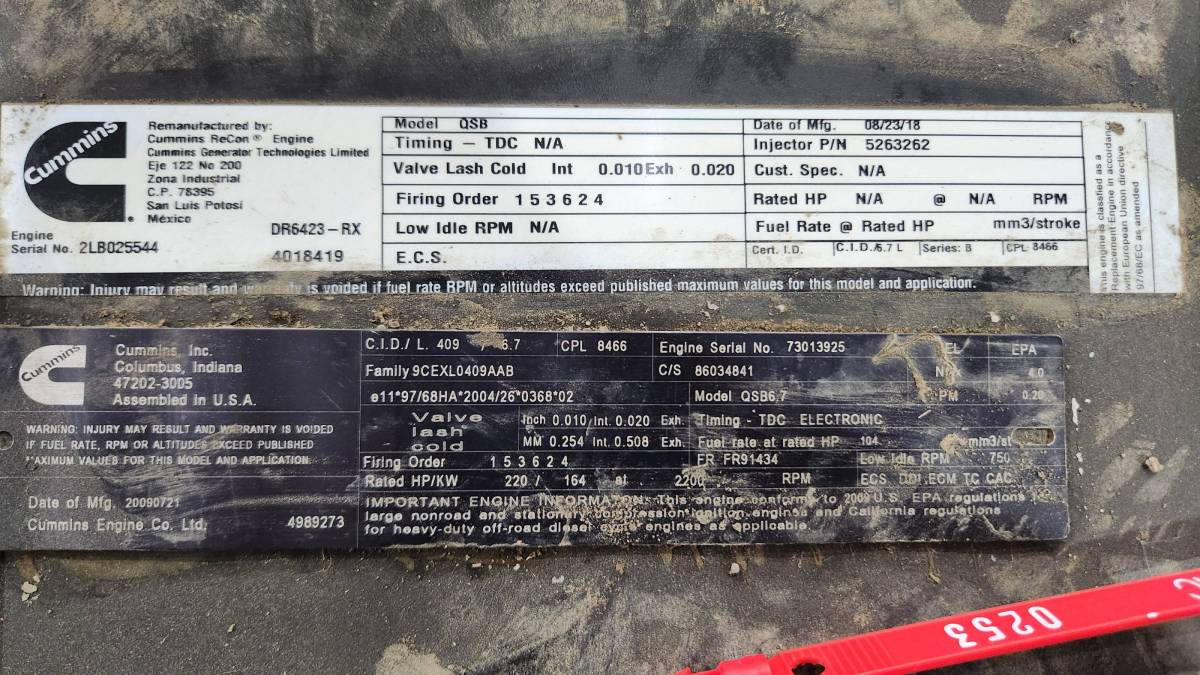 Cummins
Remanufactured by:
Cummins ReCon® Engine
Cummins Generator Technologies Limited
Eje 122 No 200
Zona Industrial
C.P. 78395
San Luis Potosi
México
Engine
Serial No. 2LB025544
DR6423-RX
4018419
Model QSB
Timing - TDC N/A
Valve Lash Cold Int 0.010 Exh 0.020
Firing Order 1 5 3 6 2 4
Low Idle RPM N/A
E.C.S.
Date of Mfg. 08/23/18
Injector P/N 5263262
Cust. Spec. N/A
Rated HP N/A @ N/A RPM
Fuel Rate @ Rated HP mm3/stroke
Cert. I.D. C.I.D./6.7 L Series: B CPL 8466
This engine is classified as a
Replacement Engine in accordance
with European Union directive
97/68/EC as amended
Warning: Injury may result and warranty is voided if fuel rate RPM or altitudes exceed published maximum values for this model and application.
Cummins
Cummins, Inc.
Columbus, Indiana
47202-3005
Assembled in U.S.A.
WARNING: INJURY MAY RESULT AND WARRANTY IS VOIDED
IF FUEL RATE, RPM OR ALTITUDES EXCEED PUBLISHED
MAXIMUM VALUES FOR THIS MODEL AND APPLICATION.
Date of Mfg. 20090721
Cummins Engine Co. Ltd. 4989273
C.I.D./ L. 409 / 6.7 CPL 8466 Engine Serial No. 73013925 EPA
Family 9CEXL0409AAB C/S 86034841 4.0
e11*97/68HA*2004/26*0368*02 Model QSB6.7 PM 0.20
Valve lash cold Inch 0.010 Int. 0.020 Exh. Timing - TDC ELECTRONIC
MM 0.254 Int. 0.508 Exh. Fuel rate at rated HP 104 mm3/st
Firing Order 1 5 3 6 2 4 FR FR91434 Low Idle RPM 750
Rated HP/KW 220 / 164 at 2200 RPM ECS DDI ECM TC CAC
IMPORTANT ENGINE INFORMATON: This engine conforms to 2009 U.S. EPA regulations
large nonroad and stationary compression ignition engines and California regulations
for heavy-duty off-road diesel cycle engines as applicable.
0253